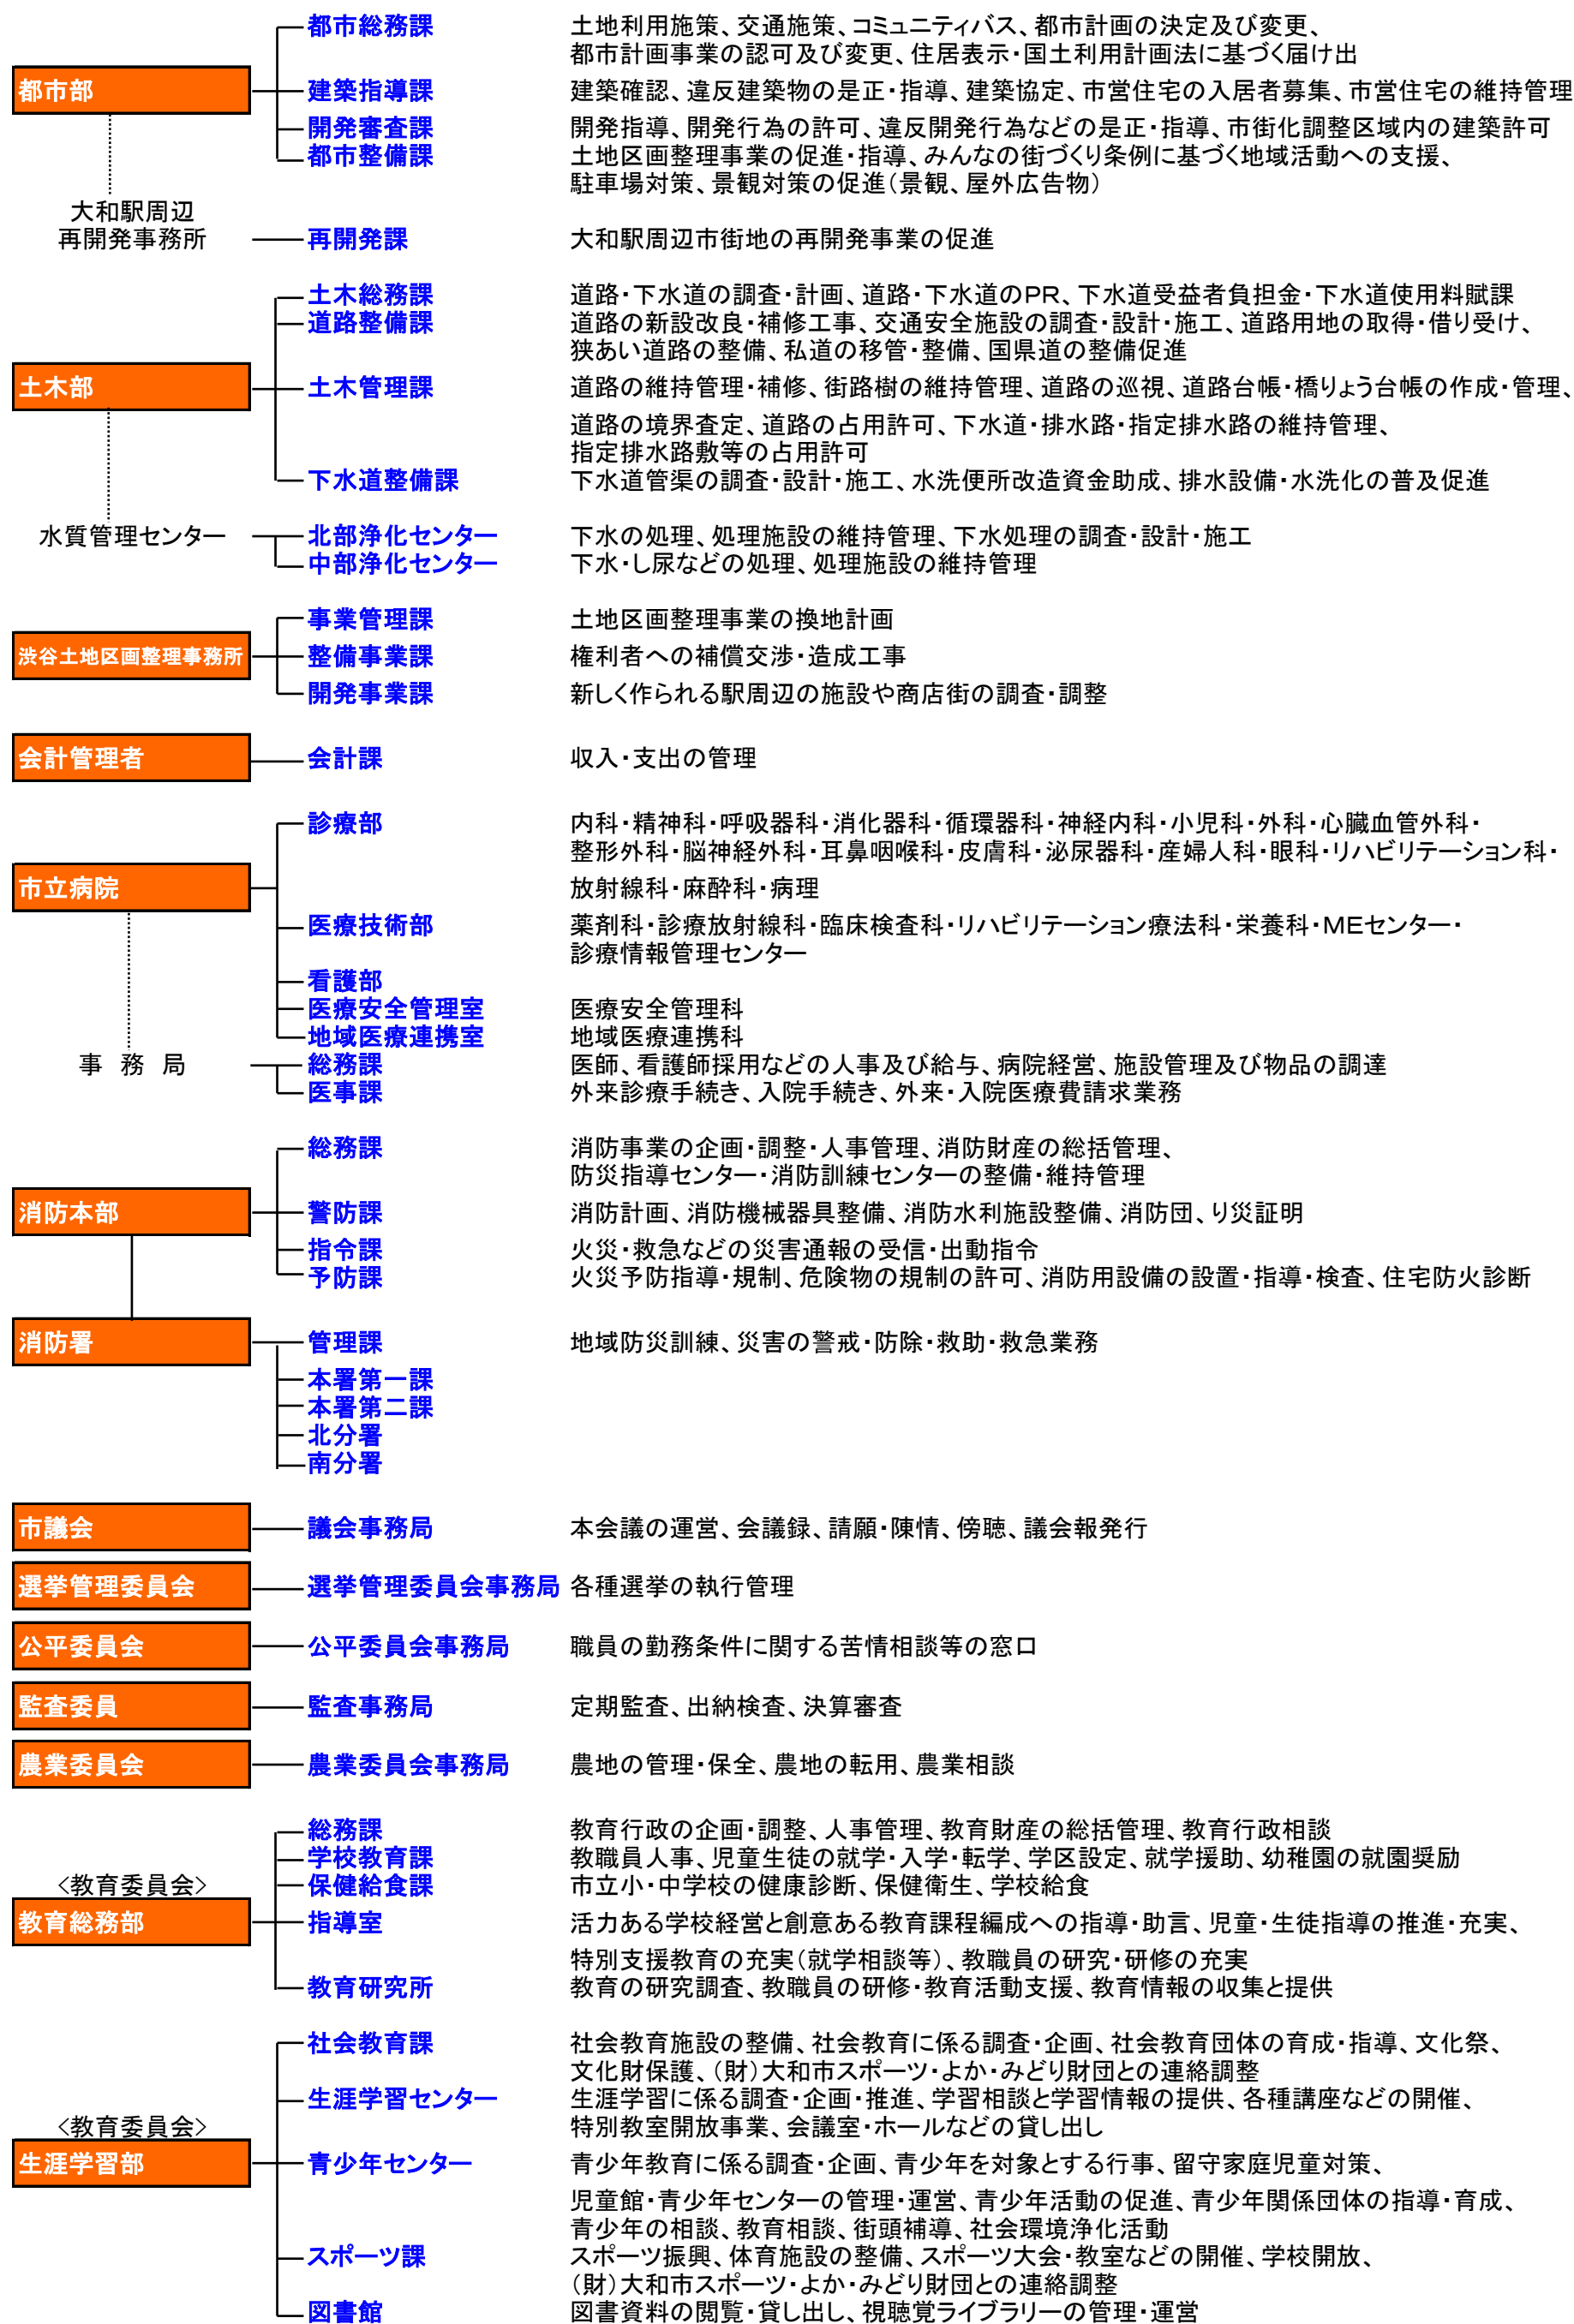 都市総務課 土地利用施策、交通施策、コミュニティバス、都市計画の決定及び変更、
都市計画事業の認可及び変更、住居表示・国土利用計画法に基づく届け出
都市部 建築指導課 建築確認、違反建築物の是正・指導、建築協定、市営住宅の入居者募集、市営住宅の維持管理
開発審査課 開発指導、開発行為の許可、違反開発行為などの是正・指導、市街化調整区域内の建築許可
都市整備課 土地区画整理事業の促進・指導、みんなの街づくり条例に基づく地域活動への支援、
駐車場対策、景観対策の促進(景観、屋外広告物)
大和駅周辺
再開発事務所 再開発課 大和駅周辺市街地の再開発事業の促進
土木総務課 道路・下水道の調査・計画、道路・下水道のPR、下水道受益者負担金・下水道使用料賦課
道路整備課 道路の新設改良・補修工事、交通安全施設の調査・設計・施工、道路用地の取得・借り受け、
狭あい道路の整備、私道の移管・整備、国県道の整備促進
土木部 土木管理課 道路の維持管理・補修、街路樹の維持管理、道路の巡視、道路台帳・橋りょう台帳の作成・管理、
道路の境界査定、道路の占用許可、下水道・排水路・指定排水路の維持管理、
指定排水路敷等の占用許可
下水道整備課 下水道管渠の調査・設計・施工、水洗便所改造資金助成、排水設備・水洗化の普及促進
水質管理センター 北部浄化センター 下水の処理、処理施設の維持管理、下水処理の調査・設計・施工
中部浄化センター 下水・し尿などの処理、処理施設の維持管理
事業管理課 土地区画整理事業の換地計画
渋谷土地区画整理事務所 整備事業課 権利者への補償交渉・造成工事
開発事業課 新しく作られる駅周辺の施設や商店街の調査・調整
会計管理者 会計課 収入・支出の管理
診療部 内科・精神科・呼吸器科・消化器科・循環器科・神経内科・小児科・外科・心臓血管外科・
整形外科・脳神経外科・耳鼻咽喉科・皮膚科・泌尿器科・産婦人科・眼科・リハビリテーション科・
市立病院 放射線科・麻酔科・病理
医療技術部 薬剤科・診療放射線科・臨床検査科・リハビリテーション療法科・栄養科・MEセンター・
診療情報管理センター
看護部
医療安全管理室 医療安全管理科
地域医療連携室 地域医療連携科
事 務 局 総務課 医師、看護師採用などの人事及び給与、病院経営、施設管理及び物品の調達
医事課 外来診療手続き、入院手続き、外来・入院医療費請求業務
総務課 消防事業の企画・調整・人事管理、消防財産の総括管理、
防災指導センター・消防訓練センターの整備・維持管理
消防本部 警防課 消防計画、消防機械器具整備、消防水利施設整備、消防団、り災証明
指令課 火災・救急などの災害通報の受信・出動指令
予防課 火災予防指導・規制、危険物の規制の許可、消防用設備の設置・指導・検査、住宅防火診断
消防署 管理課 地域防災訓練、災害の警戒・防除・救助・救急業務
本署第一課
本署第二課
北分署
南分署
市議会 議会事務局 本会議の運営、会議録、請願・陳情、傍聴、議会報発行
選挙管理委員会 選挙管理委員会事務局 各種選挙の執行管理
公平委員会 公平委員会事務局 職員の勤務条件に関する苦情相談等の窓口
監査委員 監査事務局 定期監査、出納検査、決算審査
農業委員会 農業委員会事務局 農地の管理・保全、農地の転用、農業相談
総務課 教育行政の企画・調整、人事管理、教育財産の総括管理、教育行政相談
学校教育課 教職員人事、児童生徒の就学・入学・転学、学区設定、就学援助、幼稚園の就園奨励
<教育委員会> 保健給食課 市立小・中学校の健康診断、保健衛生、学校給食
教育総務部 指導室 活力ある学校経営と創意ある教育課程編成への指導・助言、児童・生徒指導の推進・充実、
特別支援教育の充実(就学相談等)、教職員の研究・研修の充実
教育研究所 教育の研究調査、教職員の研修・教育活動支援、教育情報の収集と提供
社会教育課 社会教育施設の整備、社会教育に係る調査・企画、社会教育団体の育成・指導、文化祭、
文化財保護、(財)大和市スポーツ・よか・みどり財団との連絡調整
生涯学習センター 生涯学習に係る調査・企画・推進、学習相談と学習情報の提供、各種講座などの開催、
<教育委員会> 特別教室開放事業、会議室・ホールなどの貸し出し
生涯学習部 青少年センター 青少年教育に係る調査・企画、青少年を対象とする行事、留守家庭児童対策、
児童館・青少年センターの管理・運営、青少年活動の促進、青少年関係団体の指導・育成、
青少年の相談、教育相談、街頭補導、社会環境浄化活動
スポーツ課 スポーツ振興、体育施設の整備、スポーツ大会・教室などの開催、学校開放、
(財)大和市スポーツ・よか・みどり財団との連絡調整
図書館 図書資料の閲覧・貸し出し、視聴覚ライブラリーの管理・運営